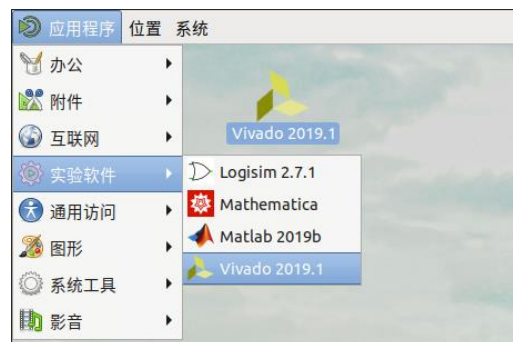 应用程序 位置 系统
办公
附件
互联网
实验软件
通用访问
图形
系统工具
影音
Vivado 2019.1
Logisim 2.7.1
Mathematica
Matlab 2019b
Vivado 2019.1